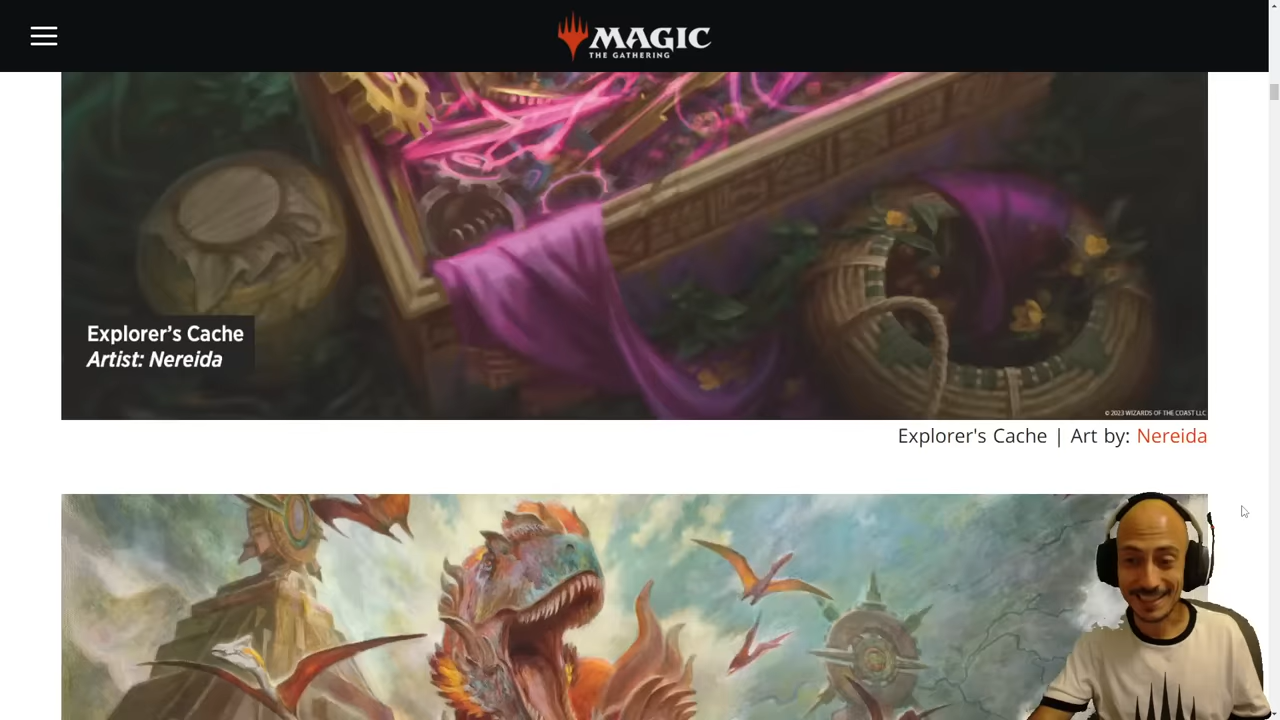 MAGIC
THE GATHERING
Explorer's Cache
Artist: Nereida
© 2023 WIZARDS OF THE COAST LLC
Explorer's Cache | Art by: Nereida